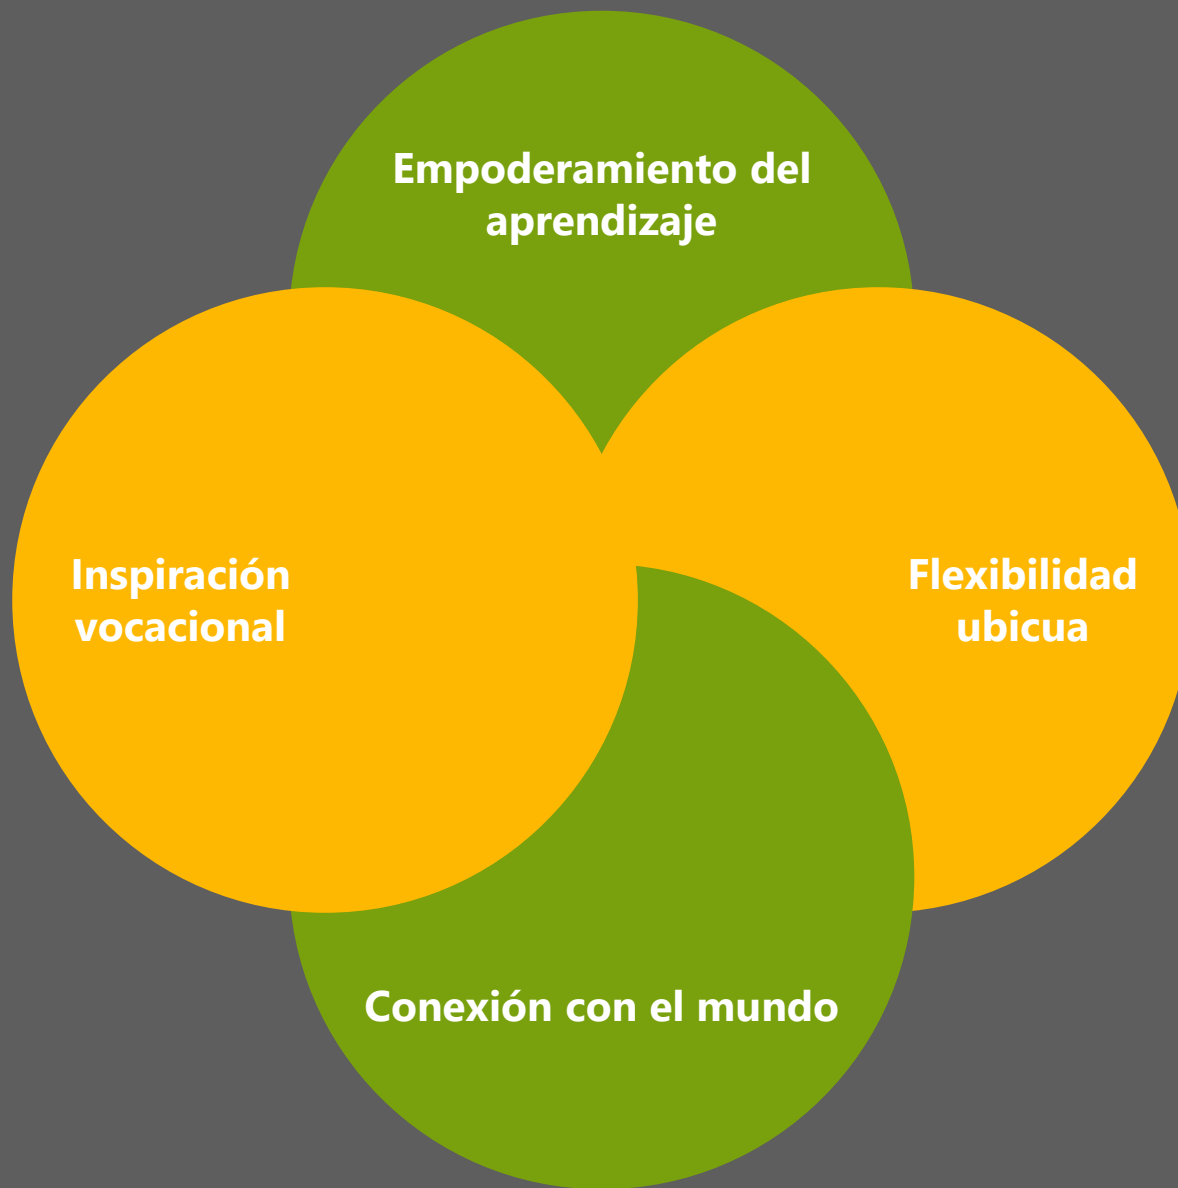 Empoderamiento del
aprendizaje
Inspiración
vocacional
Flexibilidad
ubicua
Conexión con el mundo